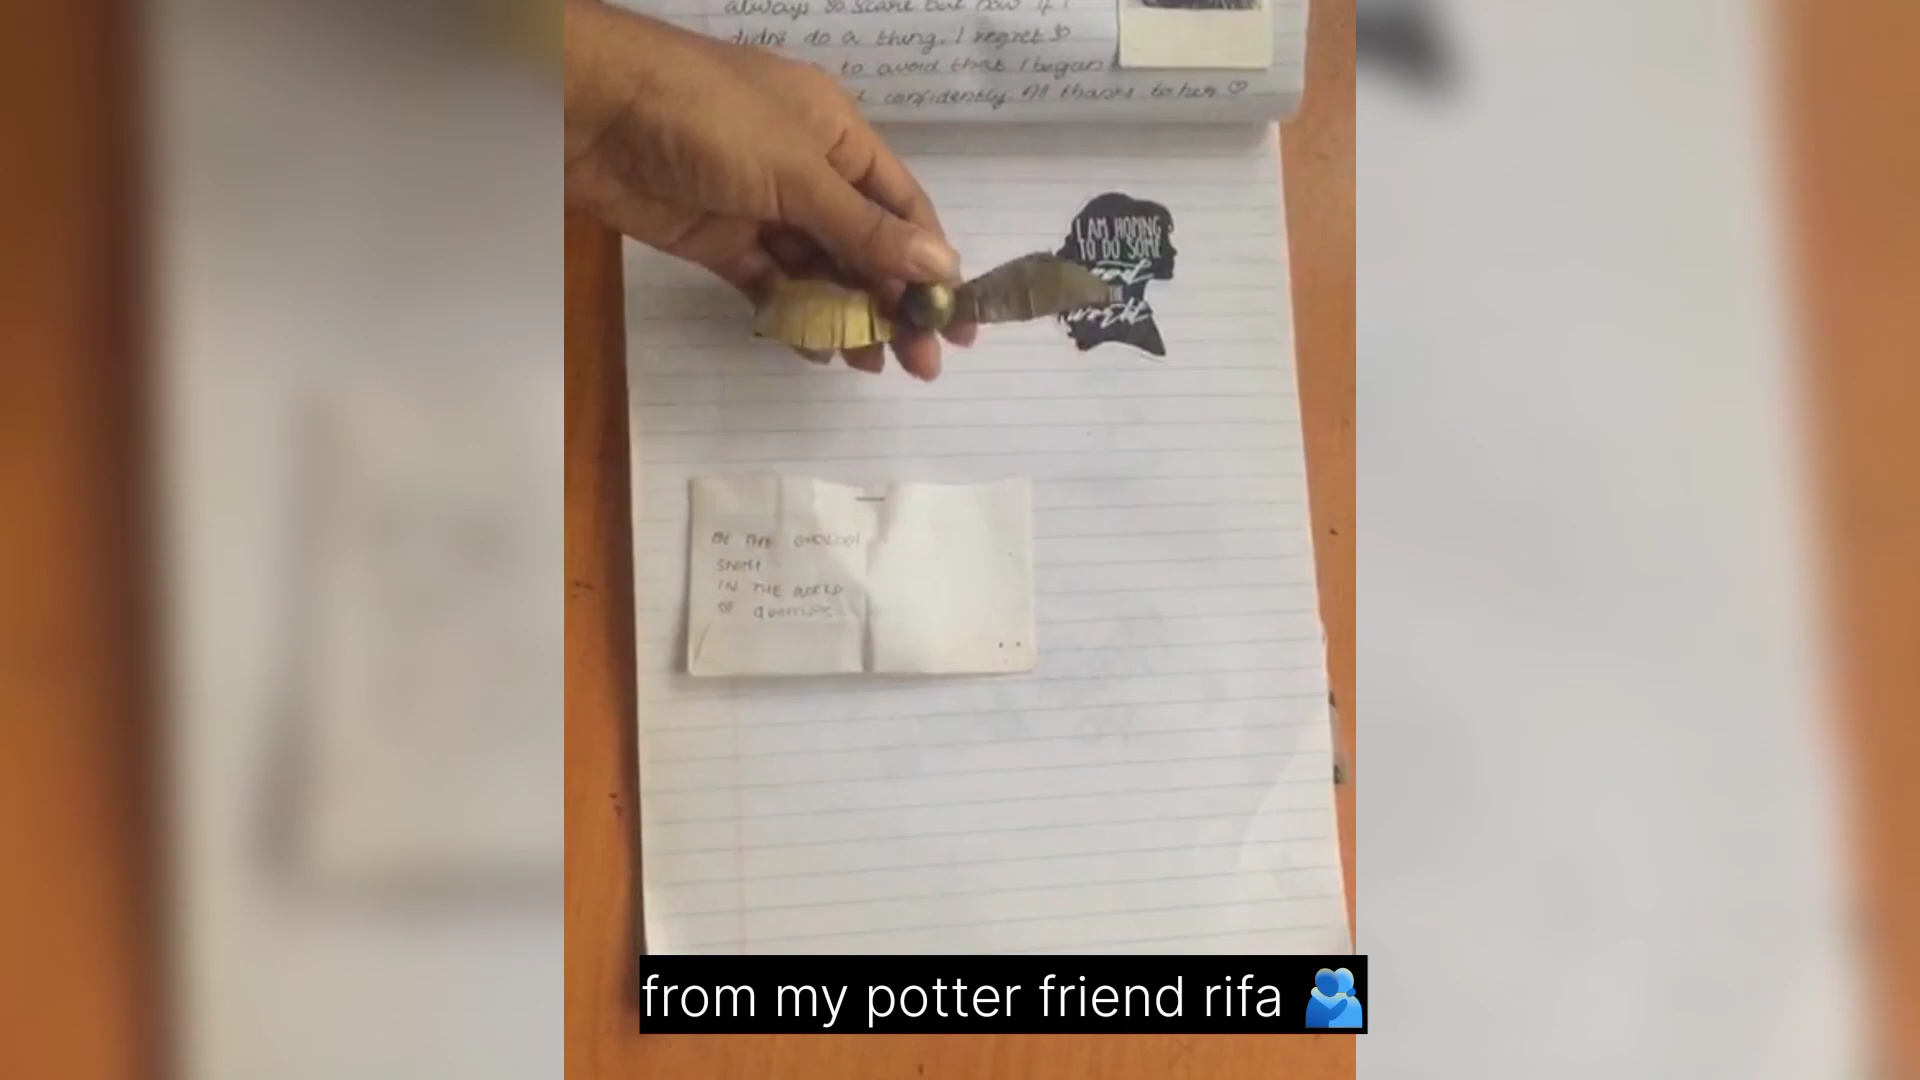 always so scare but now if I
didn't do a thing, I regret so
to avoid that I began
confidently All thanks to her ♡
I AM HOPING
TO DO SOME
good
IN THE
world
BE THE GOLDEN
SNITCH
IN THE WORLD
OF QUAFFLES
from my potter friend rifa 🫂